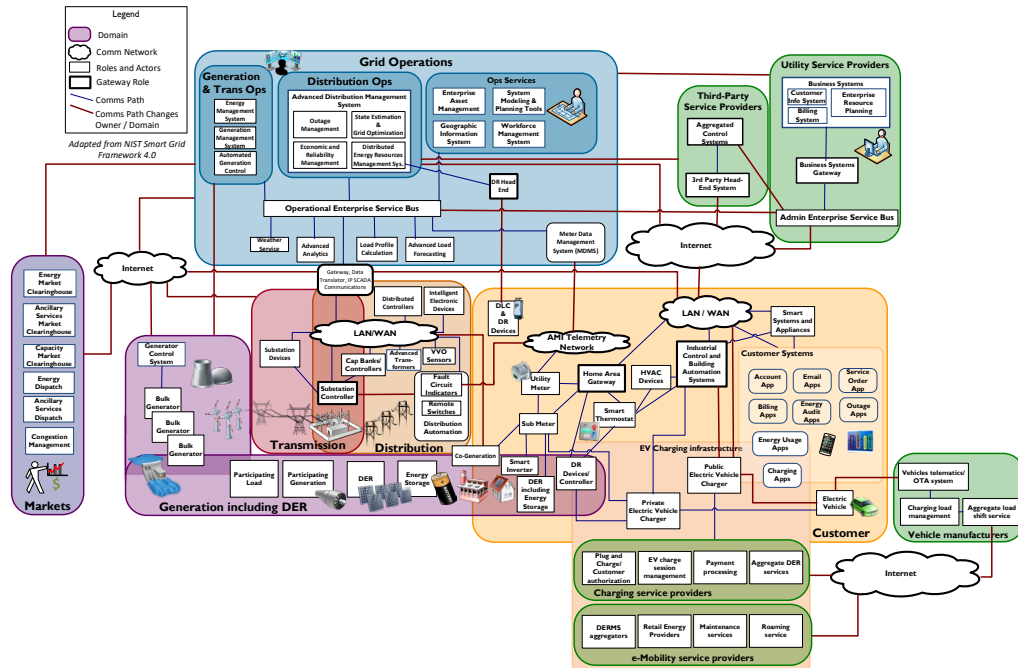 Legend
Domain
Comm Network
Roles and Actors
Gateway Role
Comms Path
Comms Path Changes
Owner / Domain
Adapted from NIST Smart Grid
Framework 4.0
Grid Operations
Generation
& Trans Ops
Energy
Management
System
Generation
Management
System
Automated
Generation
Control
Distribution Ops
Advanced Distribution Management
System
Outage
Management
State Estimation
&
Grid Optimization
Economic and
Reliability
Management
Distributed
Energy Resources
Management Sys.
Ops Services
Enterprise
Asset
Management
System
Modeling &
Planning Tools
Geographic
Information
System
Workforce
Management
System
DR Head
End
Operational Enterprise Service Bus
Weather
Service
Advanced
Analytics
Load Profile
Calculation
Advanced Load
Forecasting
Meter Data
Management
System (MDMS)
Third-Party
Service Providers
Aggregated
Control
Systems
3rd Party Head-
End System
Utility Service Providers
Business Systems
Customer
Info System
Billing
System
Enterprise
Resource
Planning
Business Systems
Gateway
Admin Enterprise Service Bus
Internet
Internet
Energy
Market
Clearinghouse
Ancillary
Services Market
Clearinghouse
Capacity Market
Clearinghouse
Energy
Dispatch
Ancillary
Services
Dispatch
Congestion
Management
$
Markets
Gateway, Data
Translator, IP SCADA
Communications
Distributed
Controllers
Intelligent
Electronic
Devices
LAN/WAN
Substation
Devices
Cap Banks/
Controllers
Advanced
Trans-
formers
VVO
Sensors
Substation
Controller
Fault
Circuit
Indicators
Remote
Switches
Distribution
Automation
Transmission
Distribution
Generator
Control
System
Bulk
Generator
Bulk
Generator
Bulk
Generator
Participating
Load
Participating
Generation
DER
Energy
Storage
Generation including DER
Co-Generation
Smart
Inverter
DER
including
Energy
Storage
DR
Devices/
Controller
DLC
& DR
Devices
AMI Telemetry
Network
Utility
Meter
Sub Meter
Home Area
Gateway
HVAC
Devices
Smart
Thermostat
LAN / WAN
Industrial
Control and
Building
Automation
Systems
Smart
Systems and
Appliances
Customer Systems
Account
App
Email
Apps
Service
Order
App
Billing
Apps
Energy
Audit
Apps
Outage
Apps
Energy Usage
Apps
Charging
Apps
EV Charging infrastructure
Public
Electric Vehicle
Charger
Private
Electric Vehicle
Charger
Electric
Vehicle
Customer
Vehicles telematics/
OTA system
Charging load
management
Aggregate load
shift service
Vehicle manufacturers
Plug and
Charge/
Customer
authorization
EV charge
session
management
Payment
processing
Aggregate DER
services
Charging service providers
Internet
DERMS
aggregators
Retail Energy
Providers
Maintenance
services
Roaming
service
e-Mobility service providers